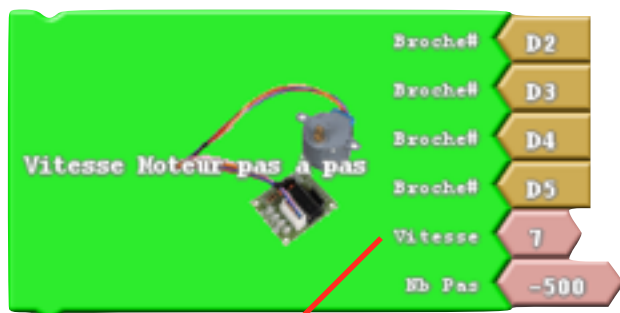 Broche# D2
Broche# D3
Broche# D4
Vitesse Moteur pas à pas
Broche# D5
Vitesse 7
Nb Pas -500